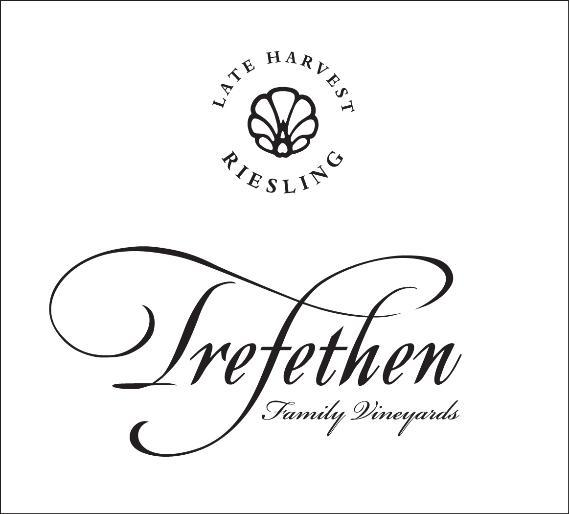 LATE HARVEST
RIESLING
Trefethen
Family Vineyards